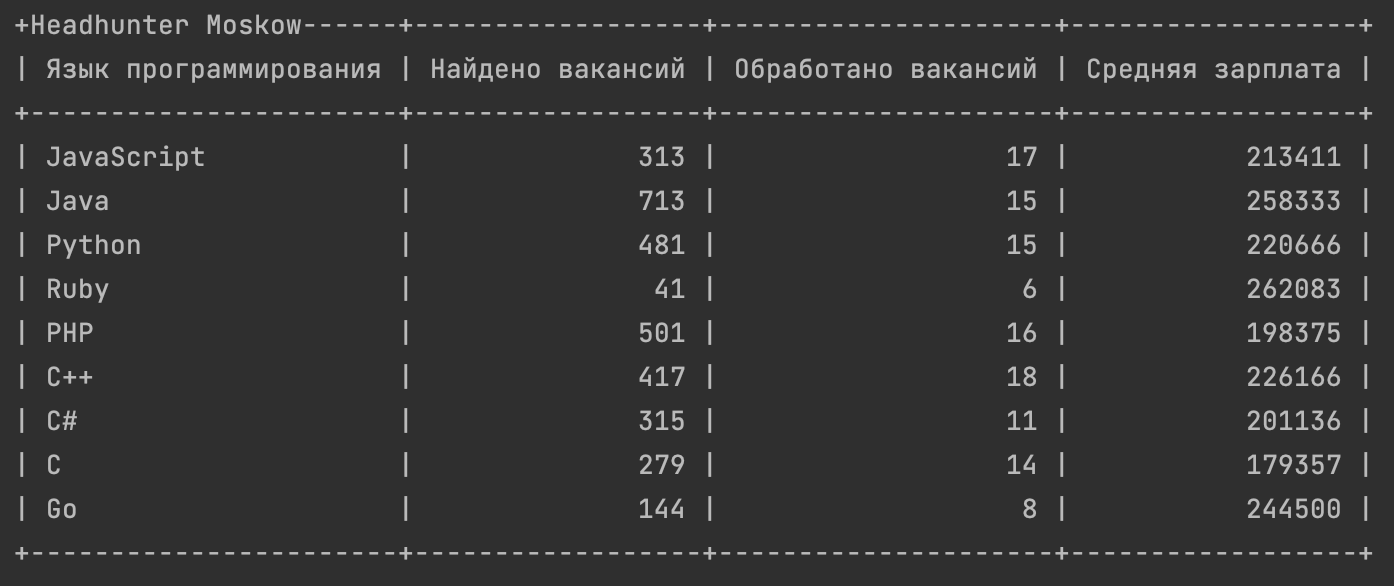 +Headhunter Moskow------+------------------+---------------------+------------------+
| Язык программирования | Найдено вакансий | Обработано вакансий | Средняя зарплата |
+-----------------------+------------------+---------------------+------------------+
| JavaScript            |              313 |                  17 |           213411 |
| Java                  |              713 |                  15 |           258333 |
| Python                |              481 |                  15 |           220666 |
| Ruby                  |               41 |                   6 |           262083 |
| PHP                   |              501 |                  16 |           198375 |
| C++                   |              417 |                  18 |           226166 |
| C#                    |              315 |                  11 |           201136 |
| C                     |              279 |                  14 |           179357 |
| Go                    |              144 |                   8 |           244500 |
+-----------------------+------------------+---------------------+------------------+